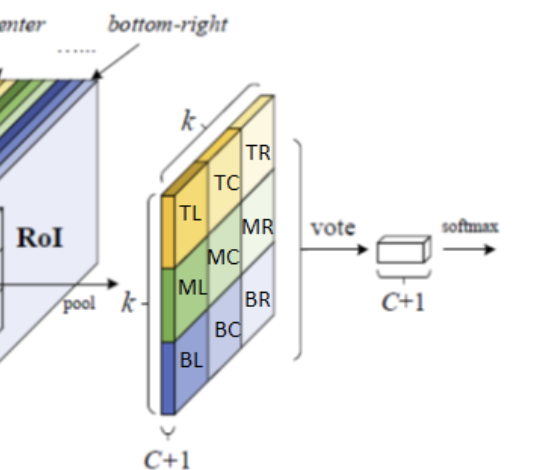 enter
bottom-right
......
k
TR
TC
TL
MR
MC
ML
BR
BC
BL
RoI
pool
k
vote
softmax
C+1
C+1